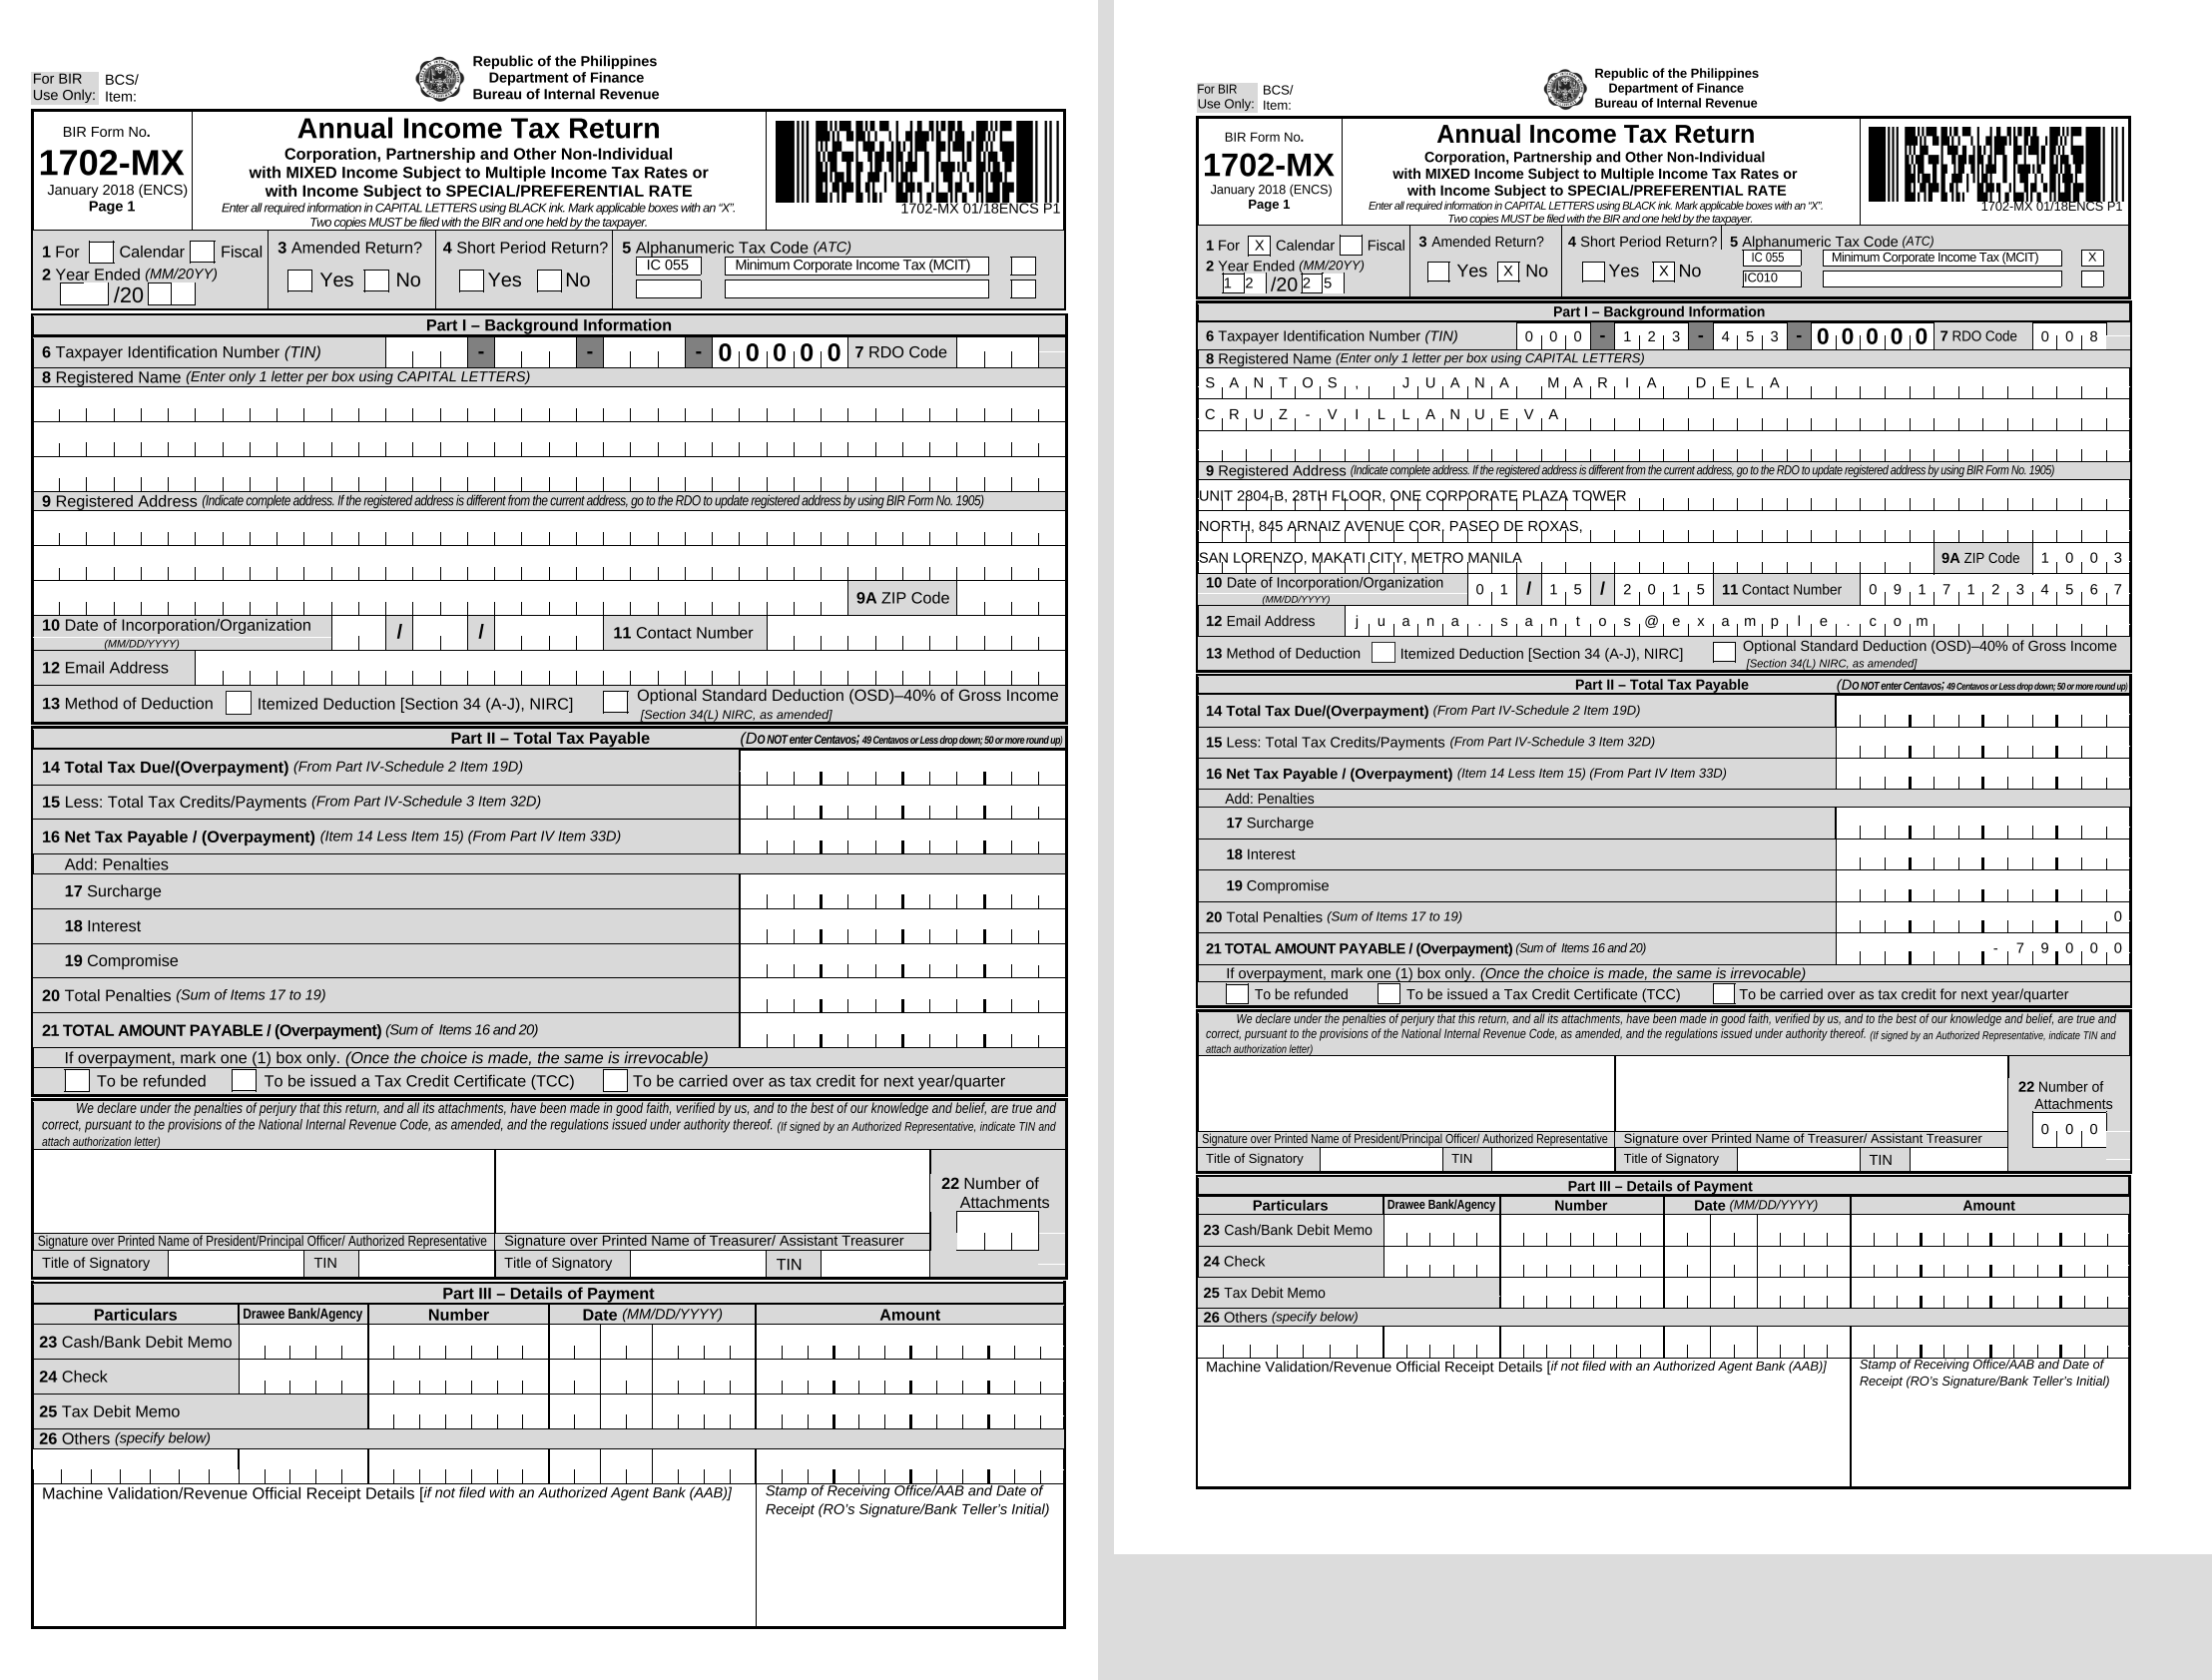 For BIR BCS/
Use Only: Item:
Republic of the Philippines
Department of Finance
Bureau of Internal Revenue
BIR Form No.
1702-MX
January 2018 (ENCS)
Page 1
Annual Income Tax Return
Corporation, Partnership and Other Non-Individual
with MIXED Income Subject to Multiple Income Tax Rates or
with Income Subject to SPECIAL/PREFERENTIAL RATE
Enter all required information in CAPITAL LETTERS using BLACK ink. Mark applicable boxes with an “X”.
Two copies MUST be filed with the BIR and one held by the taxpayer.
1702-MX 01/18ENCS P1
1 For Calendar Fiscal
2 Year Ended (MM/20YY)
/20
3 Amended Return?
Yes No
4 Short Period Return?
Yes No
5 Alphanumeric Tax Code (ATC)
IC 055 Minimum Corporate Income Tax (MCIT)
Part I – Background Information
6 Taxpayer Identification Number (TIN) - - - 0 0 0 0 0 7 RDO Code
8 Registered Name (Enter only 1 letter per box using CAPITAL LETTERS)
9 Registered Address (Indicate complete address. If the registered address is different from the current address, go to the RDO to update registered address by using BIR Form No. 1905)
9A ZIP Code
10 Date of Incorporation/Organization / / 11 Contact Number
(MM/DD/YYYY)
12 Email Address
13 Method of Deduction Itemized Deduction [Section 34 (A-J), NIRC] Optional Standard Deduction (OSD)–40% of Gross Income
[Section 34(L) NIRC, as amended]
Part II – Total Tax Payable (Do NOT enter Centavos; 49 Centavos or Less drop down; 50 or more round up)
14 Total Tax Due/(Overpayment) (From Part IV-Schedule 2 Item 19D)
15 Less: Total Tax Credits/Payments (From Part IV-Schedule 3 Item 32D)
16 Net Tax Payable / (Overpayment) (Item 14 Less Item 15) (From Part IV Item 33D)
Add: Penalties
17 Surcharge
18 Interest
19 Compromise
20 Total Penalties (Sum of Items 17 to 19)
21 TOTAL AMOUNT PAYABLE / (Overpayment) (Sum of Items 16 and 20)
If overpayment, mark one (1) box only. (Once the choice is made, the same is irrevocable)
To be refunded To be issued a Tax Credit Certificate (TCC) To be carried over as tax credit for next year/quarter
We declare under the penalties of perjury that this return, and all its attachments, have been made in good faith, verified by us, and to the best of our knowledge and belief, are true and
correct, pursuant to the provisions of the National Internal Revenue Code, as amended, and the regulations issued under authority thereof. (If signed by an Authorized Representative, indicate TIN and
attach authorization letter)
22 Number of
Attachments
Signature over Printed Name of President/Principal Officer/ Authorized Representative Signature over Printed Name of Treasurer/ Assistant Treasurer
Title of Signatory TIN Title of Signatory TIN
Part III – Details of Payment
Particulars Drawee Bank/Agency Number Date (MM/DD/YYYY) Amount
23 Cash/Bank Debit Memo
24 Check
25 Tax Debit Memo
26 Others (specify below)
Machine Validation/Revenue Official Receipt Details [if not filed with an Authorized Agent Bank (AAB)] Stamp of Receiving Office/AAB and Date of
Receipt (RO’s Signature/Bank Teller’s Initial)
For BIR BCS/
Use Only: Item:
Republic of the Philippines
Department of Finance
Bureau of Internal Revenue
BIR Form No.
1702-MX
January 2018 (ENCS)
Page 1
Annual Income Tax Return
Corporation, Partnership and Other Non-Individual
with MIXED Income Subject to Multiple Income Tax Rates or
with Income Subject to SPECIAL/PREFERENTIAL RATE
Enter all required information in CAPITAL LETTERS using BLACK ink. Mark applicable boxes with an “X”.
Two copies MUST be filed with the BIR and one held by the taxpayer.
1702-MX 01/18ENCS P1
1 For X Calendar Fiscal
2 Year Ended (MM/20YY)
1 2 /20 2 5
3 Amended Return?
Yes X No
4 Short Period Return?
Yes X No
5 Alphanumeric Tax Code (ATC)
IC 055 Minimum Corporate Income Tax (MCIT) X
IC010
Part I – Background Information
6 Taxpayer Identification Number (TIN) 0 0 0 - 1 2 3 - 4 5 3 - 0 0 0 0 0 7 RDO Code 0 0 8
8 Registered Name (Enter only 1 letter per box using CAPITAL LETTERS)
SANTOS, JUANA MARIA DELA
CRUZ-VILLANUEVA
9 Registered Address (Indicate complete address. If the registered address is different from the current address, go to the RDO to update registered address by using BIR Form No. 1905)
UNIT 2804-B, 28TH FLOOR, ONE CORPORATE PLAZA TOWER
NORTH, 845 ARNAIZ AVENUE COR. PASEO DE ROXAS,
SAN LORENZO, MAKATI CITY, METRO MANILA 9A ZIP Code 1 0 0 3
10 Date of Incorporation/Organization 0 1 / 1 5 / 2 0 1 5 11 Contact Number 0 9 1 7 1 2 3 4 5 6 7
(MM/DD/YYYY)
12 Email Address juana.santos@example.com
13 Method of Deduction Itemized Deduction [Section 34 (A-J), NIRC] Optional Standard Deduction (OSD)–40% of Gross Income
[Section 34(L) NIRC, as amended]
Part II – Total Tax Payable (Do NOT enter Centavos; 49 Centavos or Less drop down; 50 or more round up)
14 Total Tax Due/(Overpayment) (From Part IV-Schedule 2 Item 19D)
15 Less: Total Tax Credits/Payments (From Part IV-Schedule 3 Item 32D)
16 Net Tax Payable / (Overpayment) (Item 14 Less Item 15) (From Part IV Item 33D)
Add: Penalties
17 Surcharge
18 Interest
19 Compromise
20 Total Penalties (Sum of Items 17 to 19) 0
21 TOTAL AMOUNT PAYABLE / (Overpayment) (Sum of Items 16 and 20) - 7 9 0 0 0
If overpayment, mark one (1) box only. (Once the choice is made, the same is irrevocable)
To be refunded To be issued a Tax Credit Certificate (TCC) To be carried over as tax credit for next year/quarter
We declare under the penalties of perjury that this return, and all its attachments, have been made in good faith, verified by us, and to the best of our knowledge and belief, are true and
correct, pursuant to the provisions of the National Internal Revenue Code, as amended, and the regulations issued under authority thereof. (If signed by an Authorized Representative, indicate TIN and
attach authorization letter)
22 Number of
Attachments
0 0 0
Signature over Printed Name of President/Principal Officer/ Authorized Representative Signature over Printed Name of Treasurer/ Assistant Treasurer
Title of Signatory TIN Title of Signatory TIN
Part III – Details of Payment
Particulars Drawee Bank/Agency Number Date (MM/DD/YYYY) Amount
23 Cash/Bank Debit Memo
24 Check
25 Tax Debit Memo
26 Others (specify below)
Machine Validation/Revenue Official Receipt Details [if not filed with an Authorized Agent Bank (AAB)] Stamp of Receiving Office/AAB and Date of
Receipt (RO’s Signature/Bank Teller’s Initial)